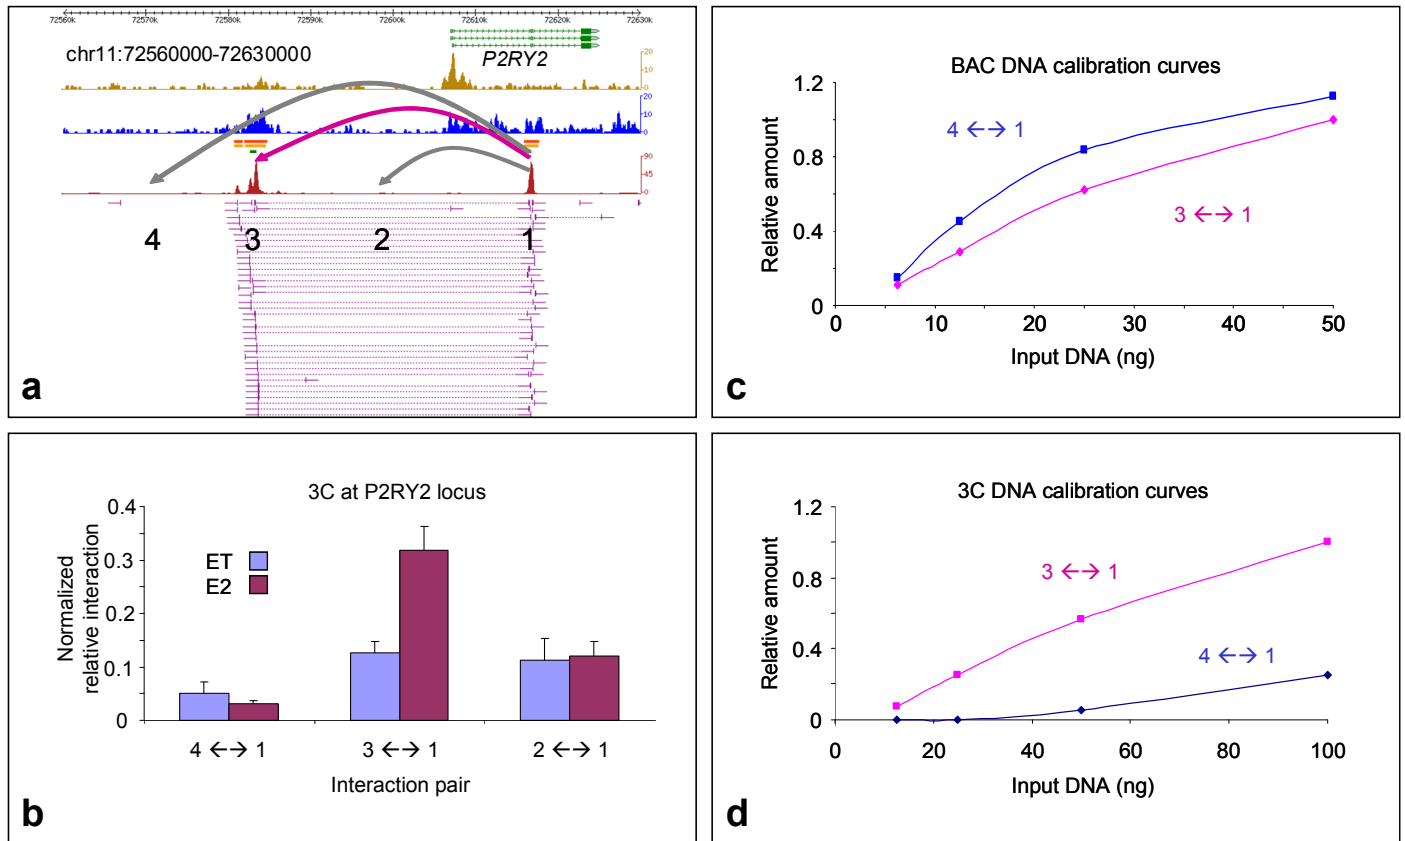 72560k 72570k 72580k 72590k 72600k 72610k 72620k 72630k
chr11:72560000-72630000
P2RY2
20
10
0
20
10
0
90
45
0
4 3 2 1
a
BAC DNA calibration curves
1.2
0.8
0.4
0
Relative amount
4 ←→ 1
3 ←→ 1
0 10 20 30 40 50
Input DNA (ng)
c
3C at P2RY2 locus
0.4
0.3
0.2
0.1
0
Normalized
relative interaction
ET
E2
4 ←→ 1 3 ←→ 1 2 ←→ 1
Interaction pair
b
3C DNA calibration curves
1.2
0.8
0.4
0
Relative amount
3 ←→ 1
4 ←→ 1
0 20 40 60 80 100
Input DNA (ng)
d